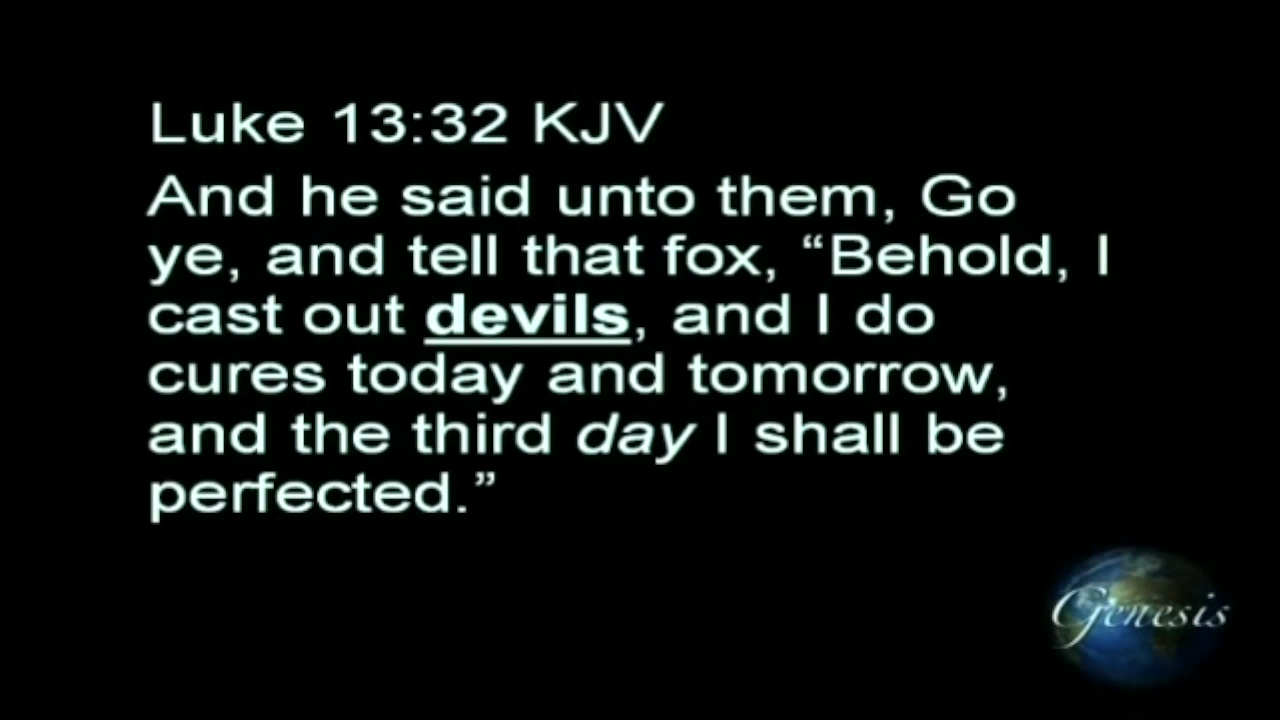 Luke 13:32 KJV
And he said unto them, Go
ye, and tell that fox, “Behold, I
cast out devils, and I do
cures today and tomorrow,
and the third day I shall be
perfected.”
Genesis